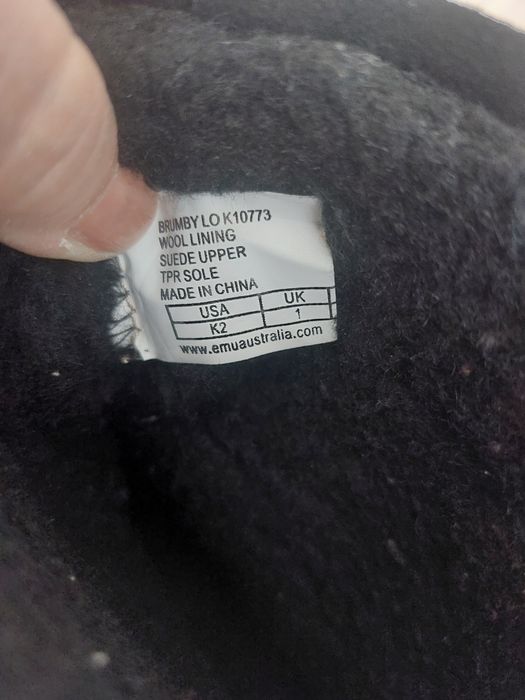 BRUMBY LO K10773
WOOL LINING
SUEDE UPPER
TPR SOLE
MADE IN CHINA
USA UK
K2 1
www.emuaustralia.com